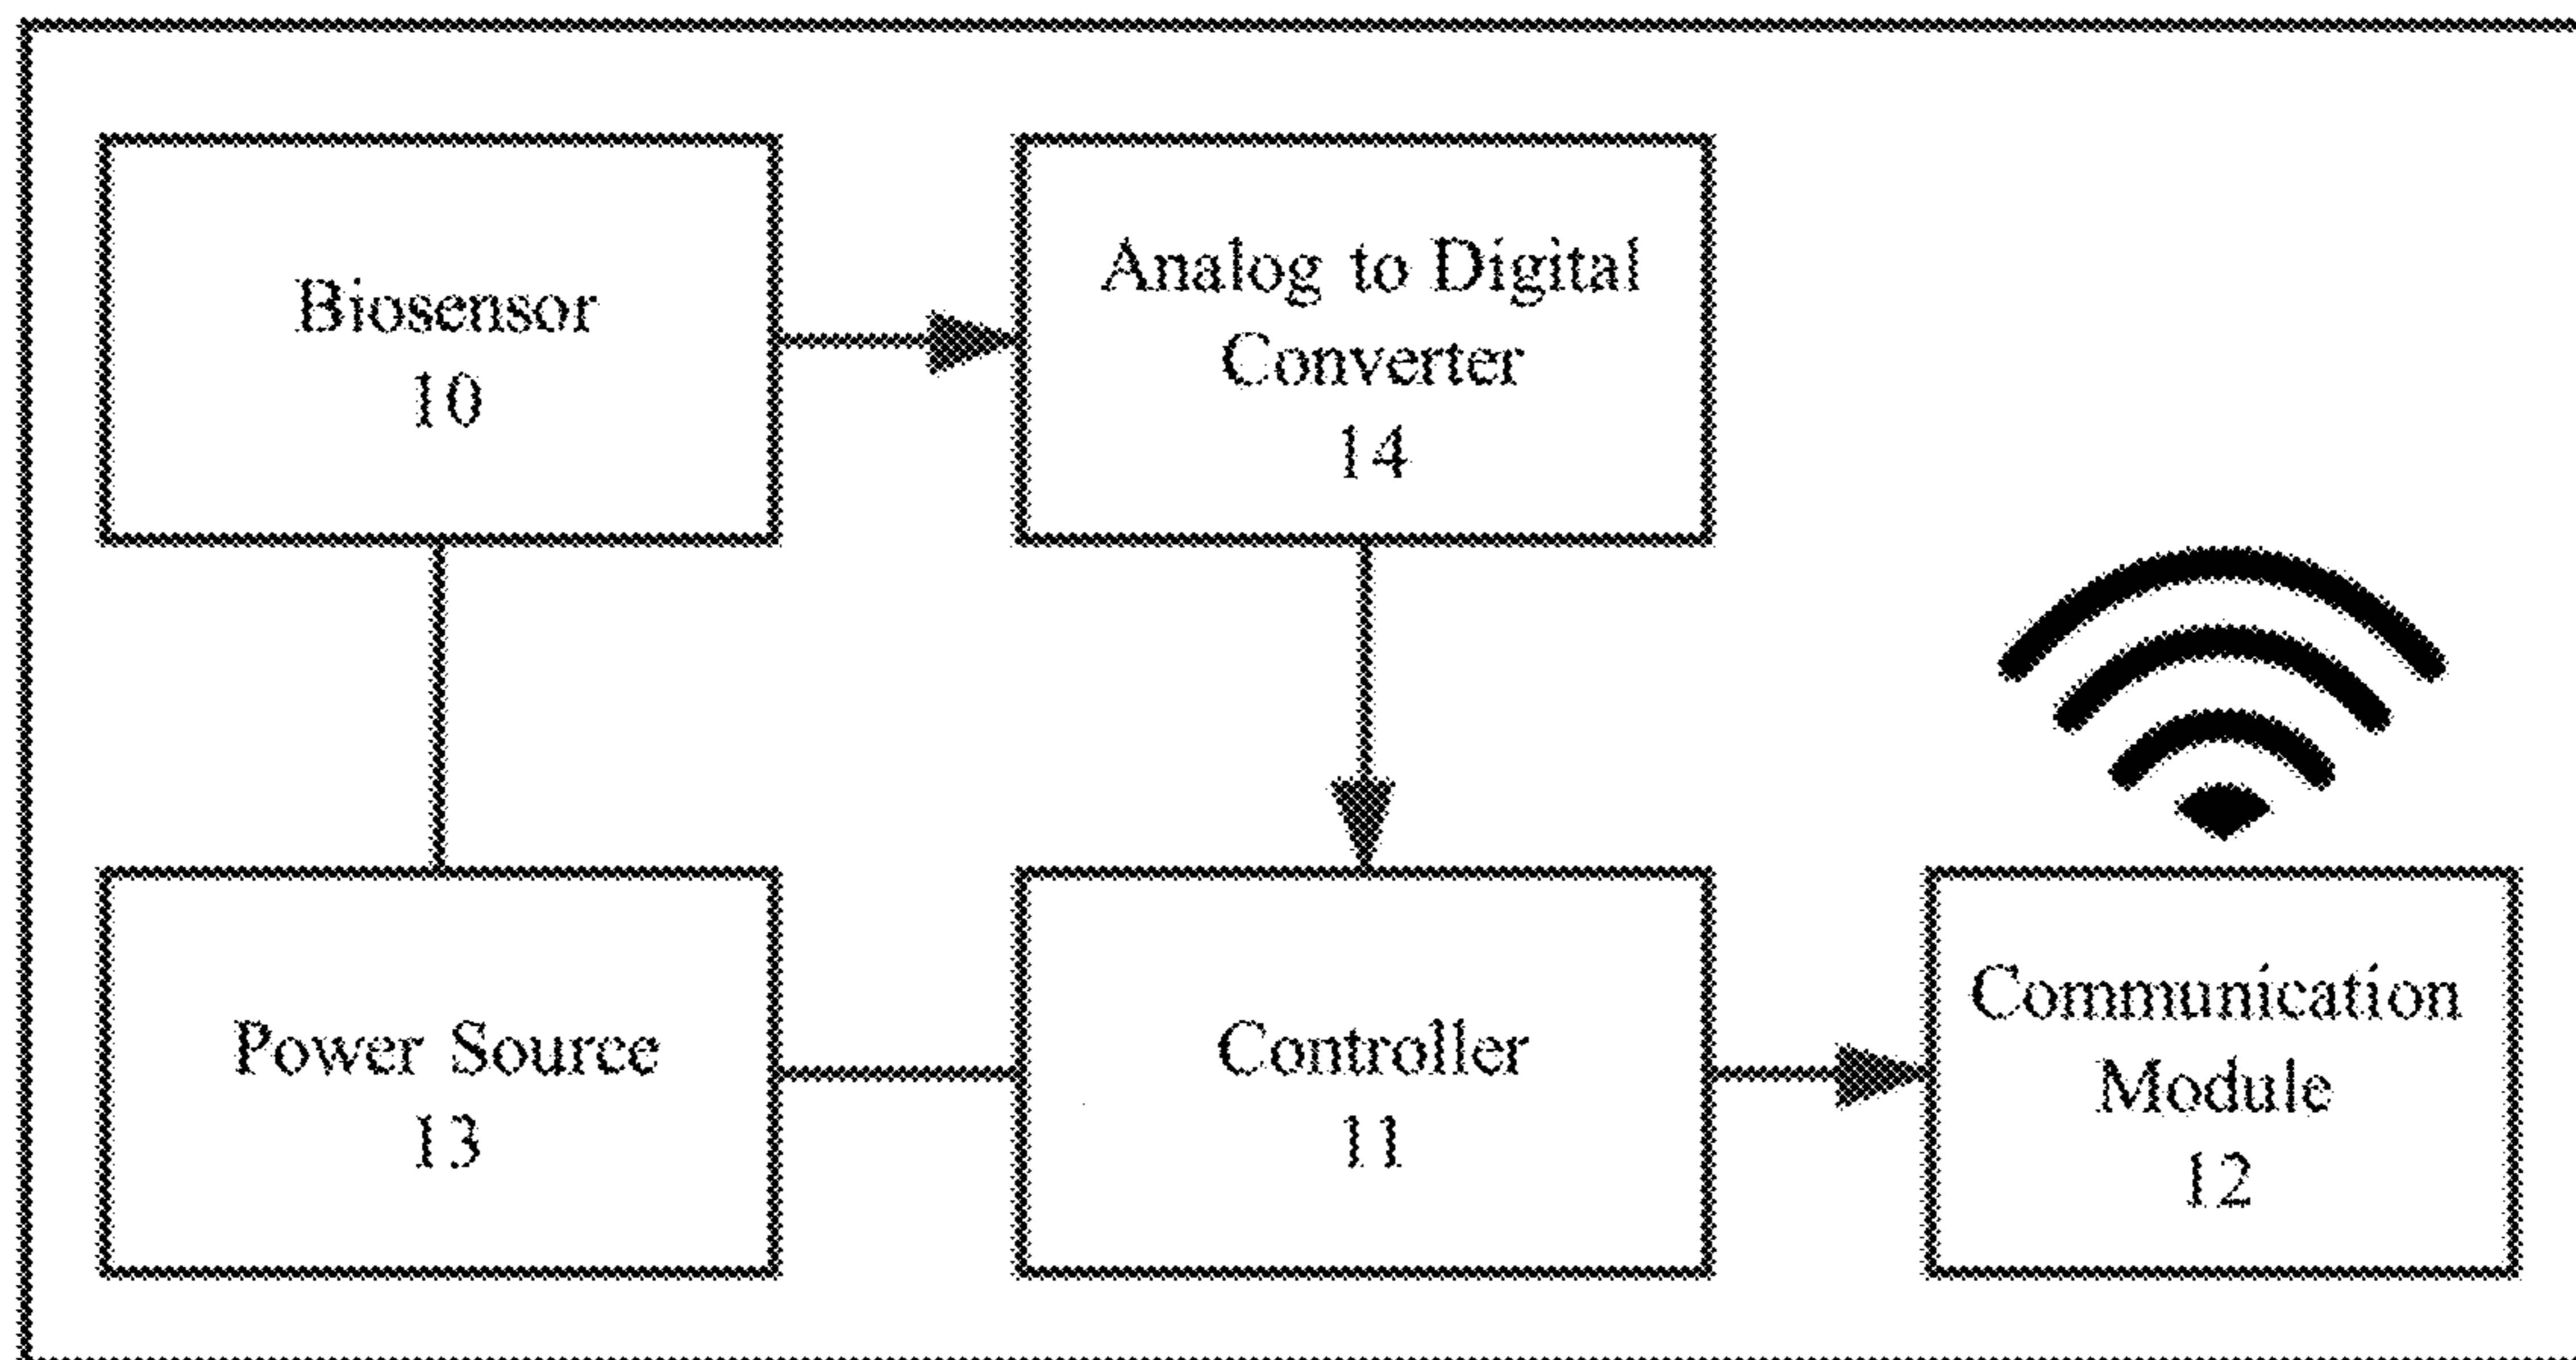 Biosensor
10
Analog to Digital
Converter
14
Power Source
13
Controller
11
Communication
Module
12